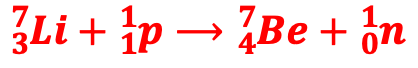 ⁷₃Li + ¹₁p ⟶ ⁷₄Be + ¹₀n